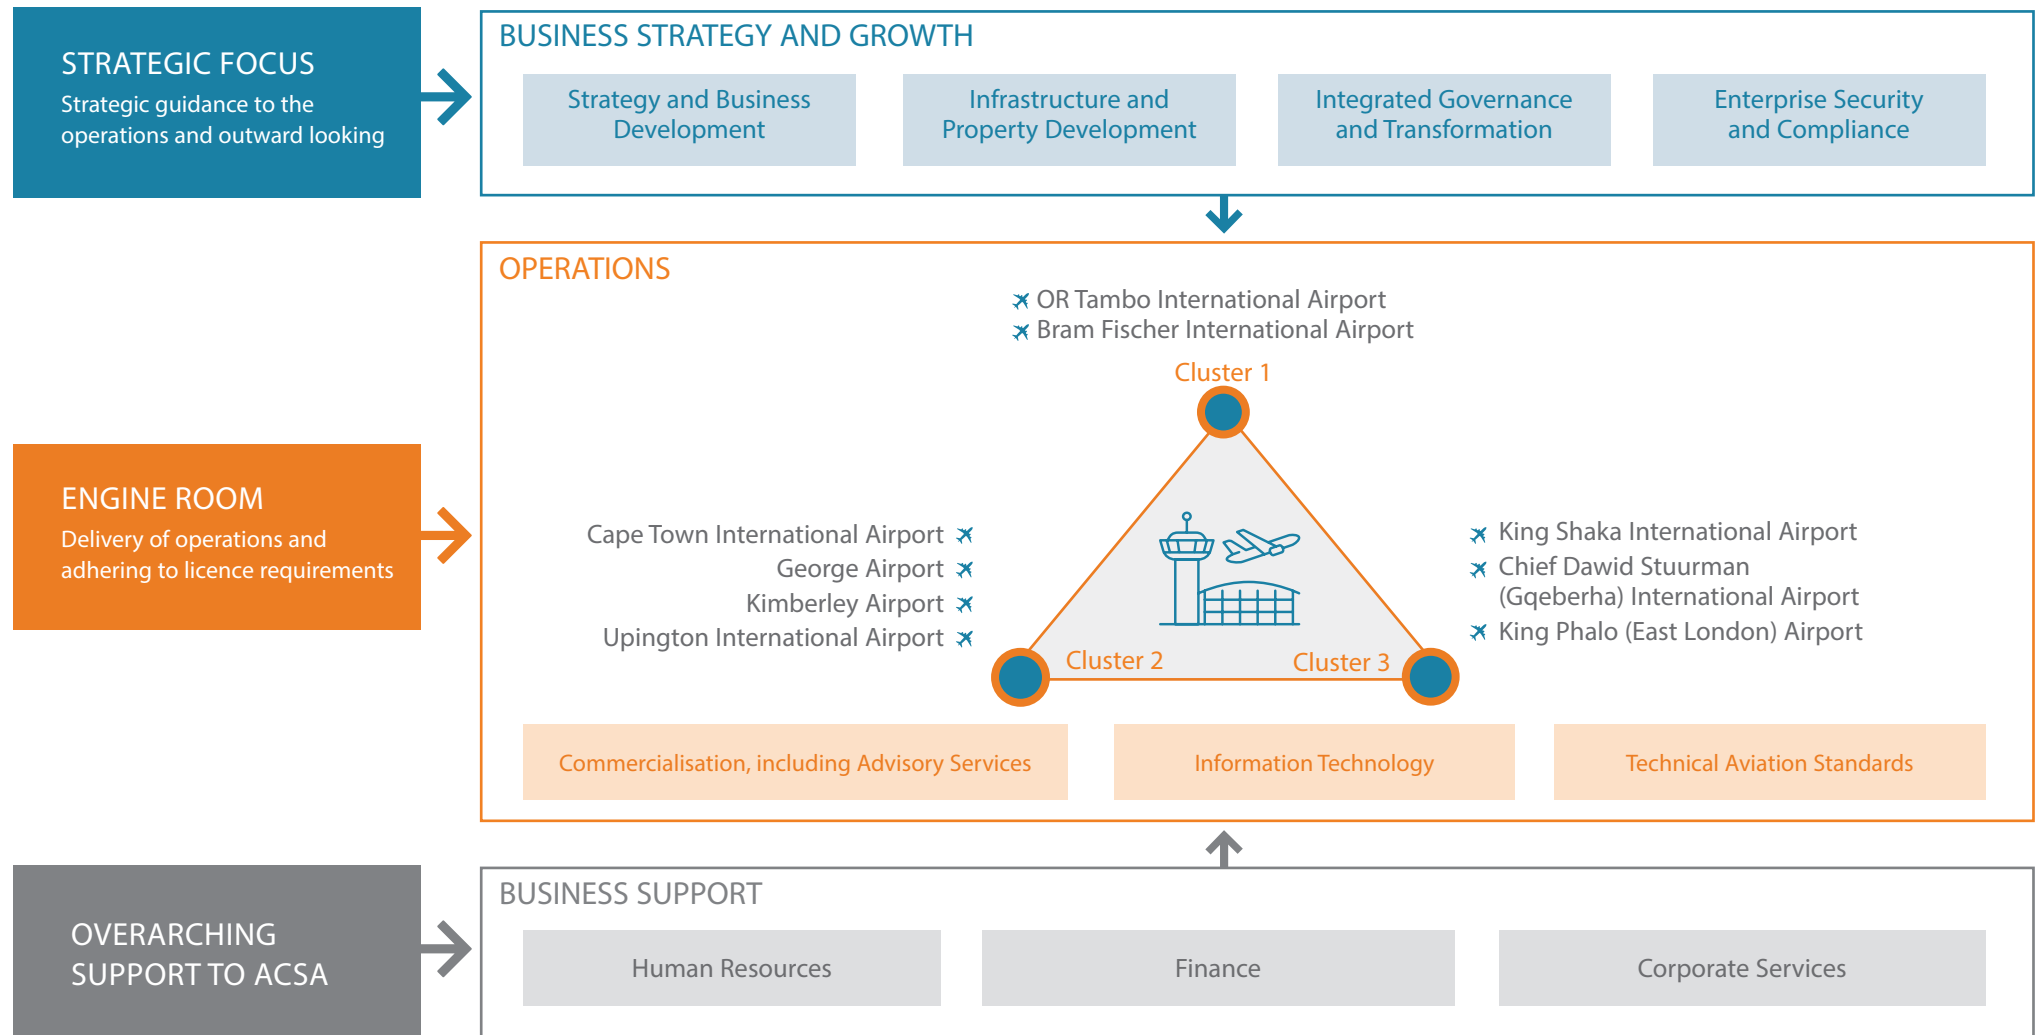 STRATEGIC FOCUS
Strategic guidance to the
operations and outward looking
BUSINESS STRATEGY AND GROWTH
Strategy and Business
Development
Infrastructure and
Property Development
Integrated Governance
and Transformation
Enterprise Security
and Compliance
ENGINE ROOM
Delivery of operations and
adhering to licence requirements
OPERATIONS
OR Tambo International Airport
Bram Fischer International Airport
Cluster 1
Cape Town International Airport
George Airport
Kimberley Airport
Upington International Airport
Cluster 2
King Shaka International Airport
Chief Dawid Stuurman
(Gqeberha) International Airport
King Phalo (East London) Airport
Cluster 3
Commercialisation, including Advisory Services
Information Technology
Technical Aviation Standards
OVERARCHING
SUPPORT TO ACSA
BUSINESS SUPPORT
Human Resources
Finance
Corporate Services